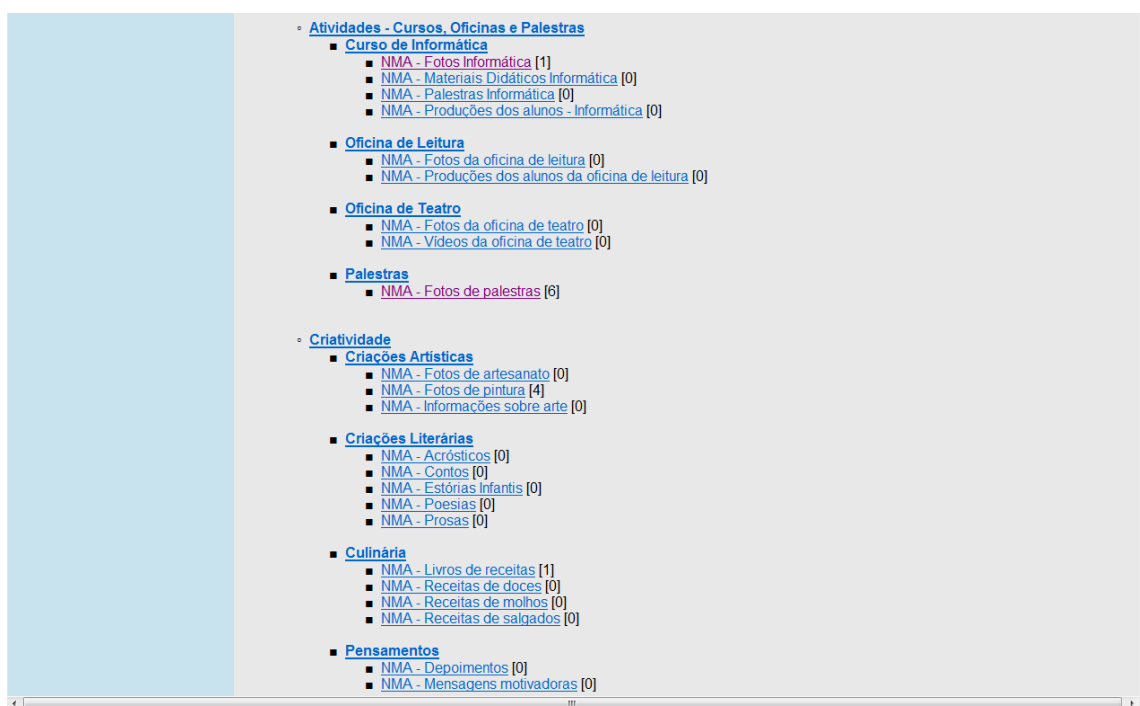 Atividades - Cursos, Oficinas e Palestras
Curso de Informática
NMA - Fotos Informática [1]
NMA - Materiais Didáticos Informática [0]
NMA - Palestras Informática [0]
NMA - Produções dos alunos - Informática [0]
Oficina de Leitura
NMA - Fotos da oficina de leitura [0]
NMA - Produções dos alunos da oficina de leitura [0]
Oficina de Teatro
NMA - Fotos da oficina de teatro [0]
NMA - Vídeos da oficina de teatro [0]
Palestras
NMA - Fotos de palestras [6]
Criatividade
Criações Artísticas
NMA - Fotos de artesanato [0]
NMA - Fotos de pintura [4]
NMA - Informações sobre arte [0]
Criações Literárias
NMA - Acrósticos [0]
NMA - Contos [0]
NMA - Estórias Infantis [0]
NMA - Poesias [0]
NMA - Prosas [0]
Culinária
NMA - Livros de receitas [1]
NMA - Receitas de doces [0]
NMA - Receitas de molhos [0]
NMA - Receitas de salgados [0]
Pensamentos
NMA - Depoimentos [0]
NMA - Mensagens motivadoras [0]